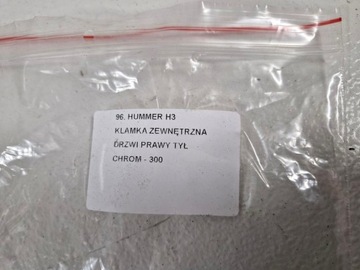 96. HUMMER H3
KLAMKA ZEWNĘTRZNA
DRZWI PRAWY TYŁ
CHROM - 300